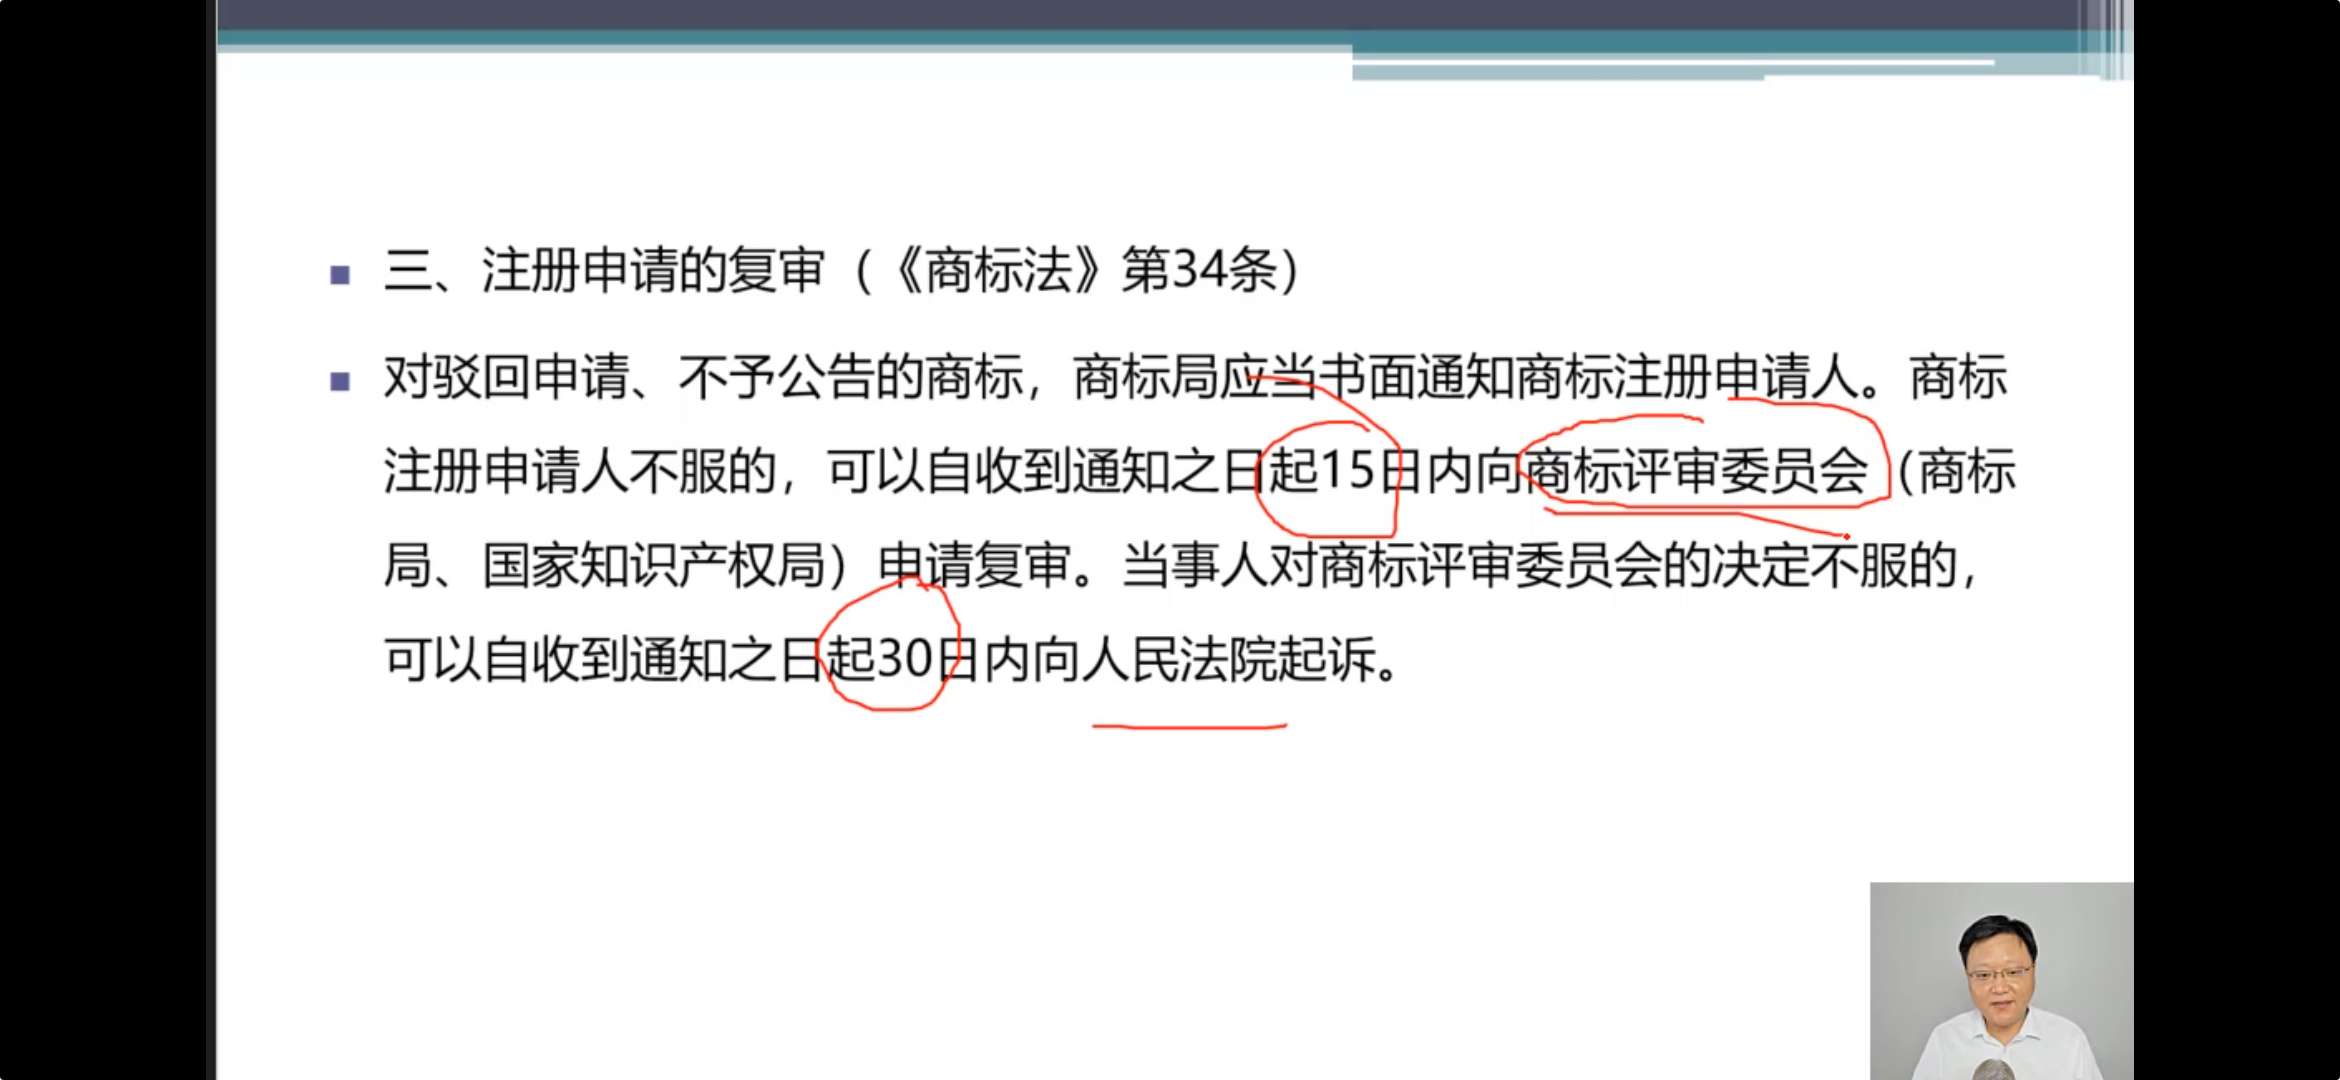 三、注册申请的复审（《商标法》第34条）
对驳回申请、不予公告的商标，商标局应当书面通知商标注册申请人。商标
注册申请人不服的，可以自收到通知之日起15日内向商标评审委员会（商标
局、国家知识产权局）申请复审。当事人对商标评审委员会的决定不服的，
可以自收到通知之日起30日内向人民法院起诉。